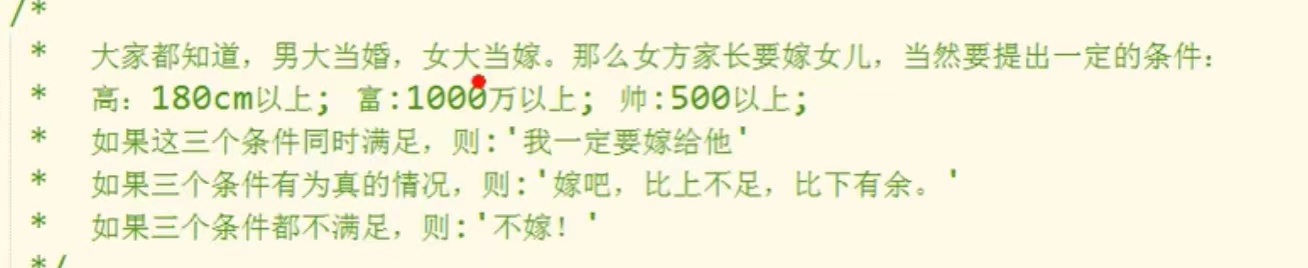 /*
* 大家都知道，男大当婚，女大当嫁。那么女方家长要嫁女儿，当然要提出一定的条件：
* 高：180cm以上; 富:1000万以上; 帅:500以上;
* 如果这三个条件同时满足，则:'我一定要嫁给他'
* 如果三个条件有为真的情况，则:'嫁吧，比上不足，比下有余。'
* 如果三个条件都不满足，则:'不嫁！'
*/